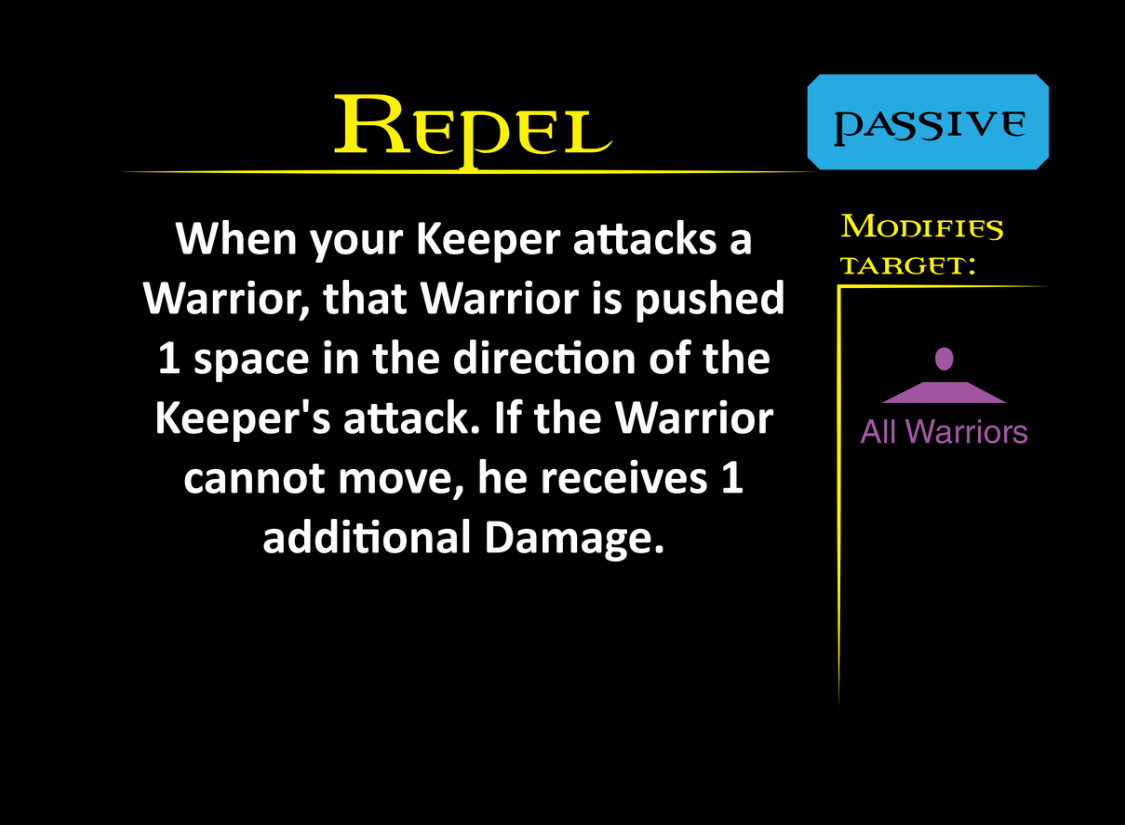 Repel
PASSIVE
When your Keeper attacks a
Warrior, that Warrior is pushed
1 space in the direction of the
Keeper's attack. If the Warrior
cannot move, he receives 1
additional Damage.
Modifies
target:
All Warriors